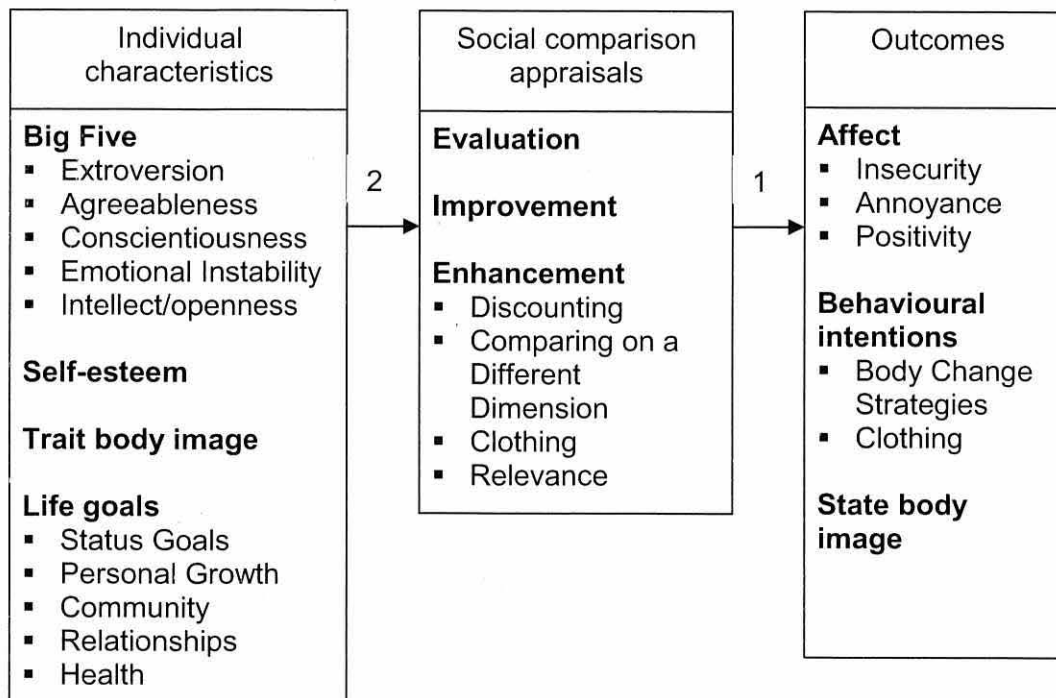 Individual
characteristics
Big Five
▪ Extroversion
▪ Agreeableness
▪ Conscientiousness
▪ Emotional Instability
▪ Intellect/openness
Self-esteem
Trait body image
Life goals
▪ Status Goals
▪ Personal Growth
▪ Community
▪ Relationships
▪ Health
2
Social comparison
appraisals
Evaluation
Improvement
Enhancement
▪ Discounting
▪ Comparing on a
Different
Dimension
▪ Clothing
▪ Relevance
1
Outcomes
Affect
▪ Insecurity
▪ Annoyance
▪ Positivity
Behavioural
intentions
▪ Body Change
Strategies
▪ Clothing
State body
image